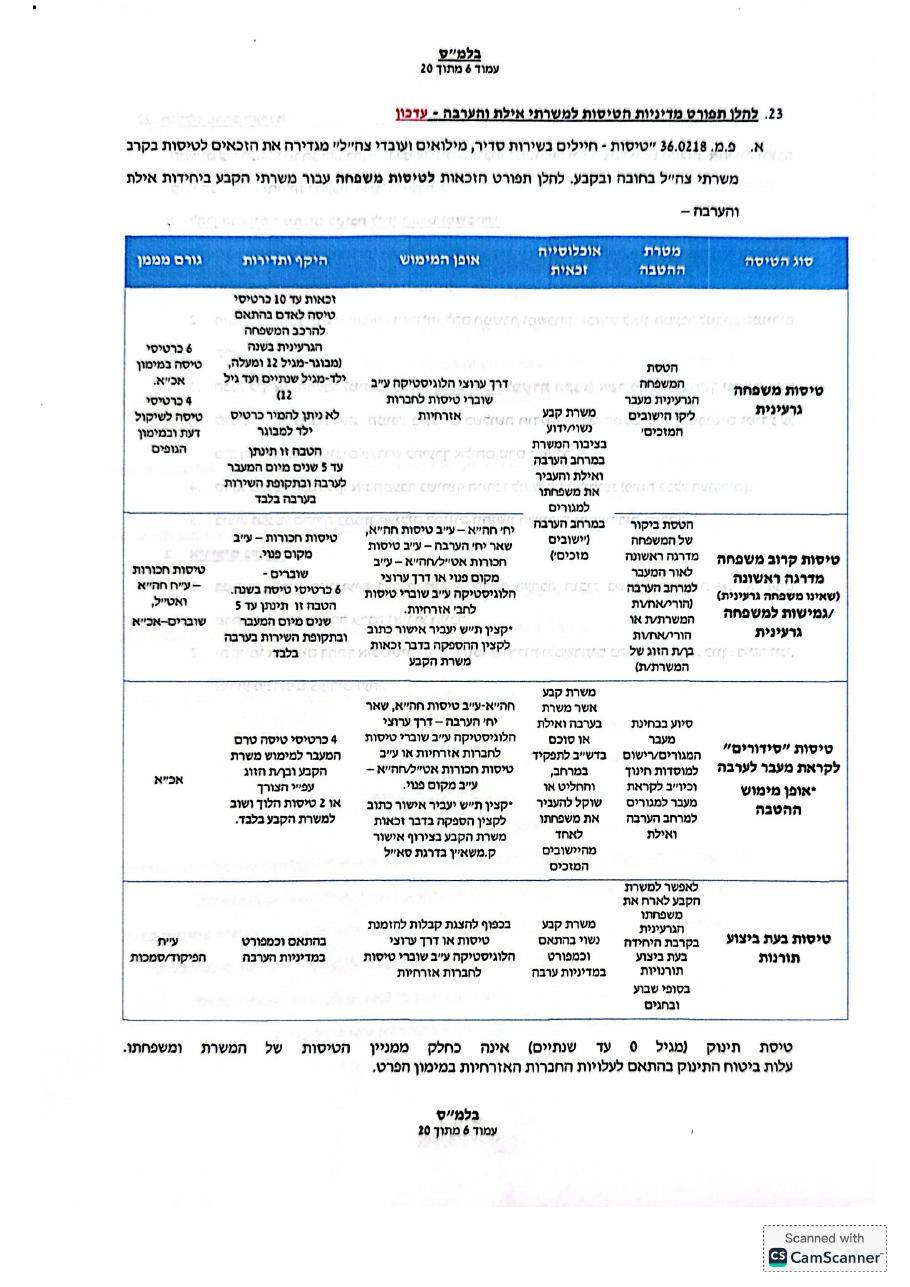 בלמ"ס
עמוד 6 מתוך 20
23. להלן תפורט מדיניות הטיסות למשרתי אילת והערבה - עדכון
א. פ.מ. 36.0218 "טיסות - חיילים בשירות סדיר, מילואים ועובדי צה"ל" מגדירה את הזכאים לטיסות בקרב
משרתי צה"ל בחובה ובקבע. להלן תפורט הזכאות לטיסות משפחה עבור משרתי הקבע ביחידות אילת
והערבה –
סוג הטיסה
מטרת
ההטבה
אוכלוסייה
זכאית
אופן המימוש
היקף ותדירות
גורם מממן
טיסות משפחה
גרעינית
הטסת
המשפחה
הגרעינית מעבר
ליקו הישובים
המזכים'
משרת קבע
נשוי/ידוע
בציבור המשרת
במרחב הערבה
ואילת והעביר
את משפחתו
למגורים
במרחב הערבה
(ישובים
מזכים')
דרך ערוצי הלוגיסטיקה ע"ב
שוברי טיסות לחברות
אזרחיות
זכאות עד 10 כרטיסי
טיסה לאדם בהתאם
להרכב המשפחה
הגרעינית בשנה
(מבוגר-מגיל 12 ומעלה,
ילד-מגיל שנתיים ועד גיל
12)
לא ניתן להמיר כרטיס
ילד למבוגר
הטבה זו תינתן
עד 5 שנים מיום המעבר
לערבה ובתקופת השירות
בערבה בלבד
6 כרטיסי
טיסה במימון
אכ"א.
4 כרטיסי
טיסה לשיקול
דעת ובמימון
הגופים
טיסות קרוב משפחה
מדרגה ראשונה
(שאינו משפחה גרעינית)
/גמישות למשפחה
גרעינית
הטסת ביקור
של המשפחה
מדרגה ראשונה
לאור המעבר
למרחב הערבה
(הורי/אח/ות
המשרת/ת או
הורי/אח/ות
בן/ת הזוג של
המשרת/ת)
יחי' חה"א – ע"ב טיסות חה"א,
שאר יחי' הערבה – ע"ב טיסות
חכורות אט"ל/חה"א – ע"ב
מקום פנוי או דרך ערוצי
הלוגיסטיקה ע"ב שוברי טיסות
לחב' אזרחיות.
*קצין ת"ש יעביר אישור כתוב
לקצין ההספקה בדבר זכאות
משרת הקבע
טיסות חכורות – ע"ב
מקום פנוי.
שוברים -
6 כרטיסי טיסה בשנה.
הטבה זו תינתן עד 5
שנים מיום המעבר
ובתקופת השירות בערבה
בלבד
טיסות חכורות
– ע"ח חה"א
ואט"ל,
שוברים–אכ"א
טיסות "סידורים"
לקראת מעבר לערבה
*אופן מימוש
ההטבה
סיוע בבחינת
מעבר
המגורים/רישום
למוסדות חינוך
וכיו"ב לקראת
מעבר למגורים
למרחב הערבה
ואילת
משרת קבע
אשר משרת
בערבה ואילת
או סוכם
בדש"ב לתפקיד
במרחב,
והחליט או
שוקל להעביר
את משפחתו
לאחד
מהיישובים
המזכים
חה"א-ע"ב טיסות חה"א, שאר
יחי' הערבה – דרך ערוצי
הלוגיסטיקה ע"ב שוברי טיסות
לחברות אזרחיות או ע"ב
טיסות חכורות אט"ל/חה"א –
ע"ב מקום פנוי.
*קצין ת"ש יעביר אישור כתוב
לקצין הספקה בדבר זכאות
משרת הקבע בצירוף אישור
ק.משא"ן בדרגת סא"ל
4 כרטיסי טיסה טרם
המעבר למימוש משרת
הקבע ובן/ת הזוג
עפ"י הצורך
או 2 טיסות הלוך ושוב
למשרת הקבע בלבד.
אכ"א
טיסות בעת ביצוע
תורנות
לאפשר למשרת
הקבע לארח את
משפחתו
הגרעינית
בקרבת היחידה
בעת ביצוע
תורנויות
בסופי שבוע
ובחגים
משרת קבע
נשוי בהתאם
וכמפורט
במדיניות ערבה
בכפוף להצגת קבלות להזמנת
טיסות או דרך ערוצי
הלוגיסטיקה ע"ב שוברי טיסות
לחברות אזרחיות
בהתאם וכמפורט
במדיניות הערבה
ע"ח
הפיקוד/סמכות
טיסת תינוק (מגיל 0 עד שנתיים) אינה כחלק ממניין הטיסות של המשרת ומשפחתו.
עלות ביטוח התינוק בהתאם לעלויות החברות האזרחיות במימון הפרט.
בלמ"ס
עמוד 6 מתוך 20
Scanned with
CS CamScanner